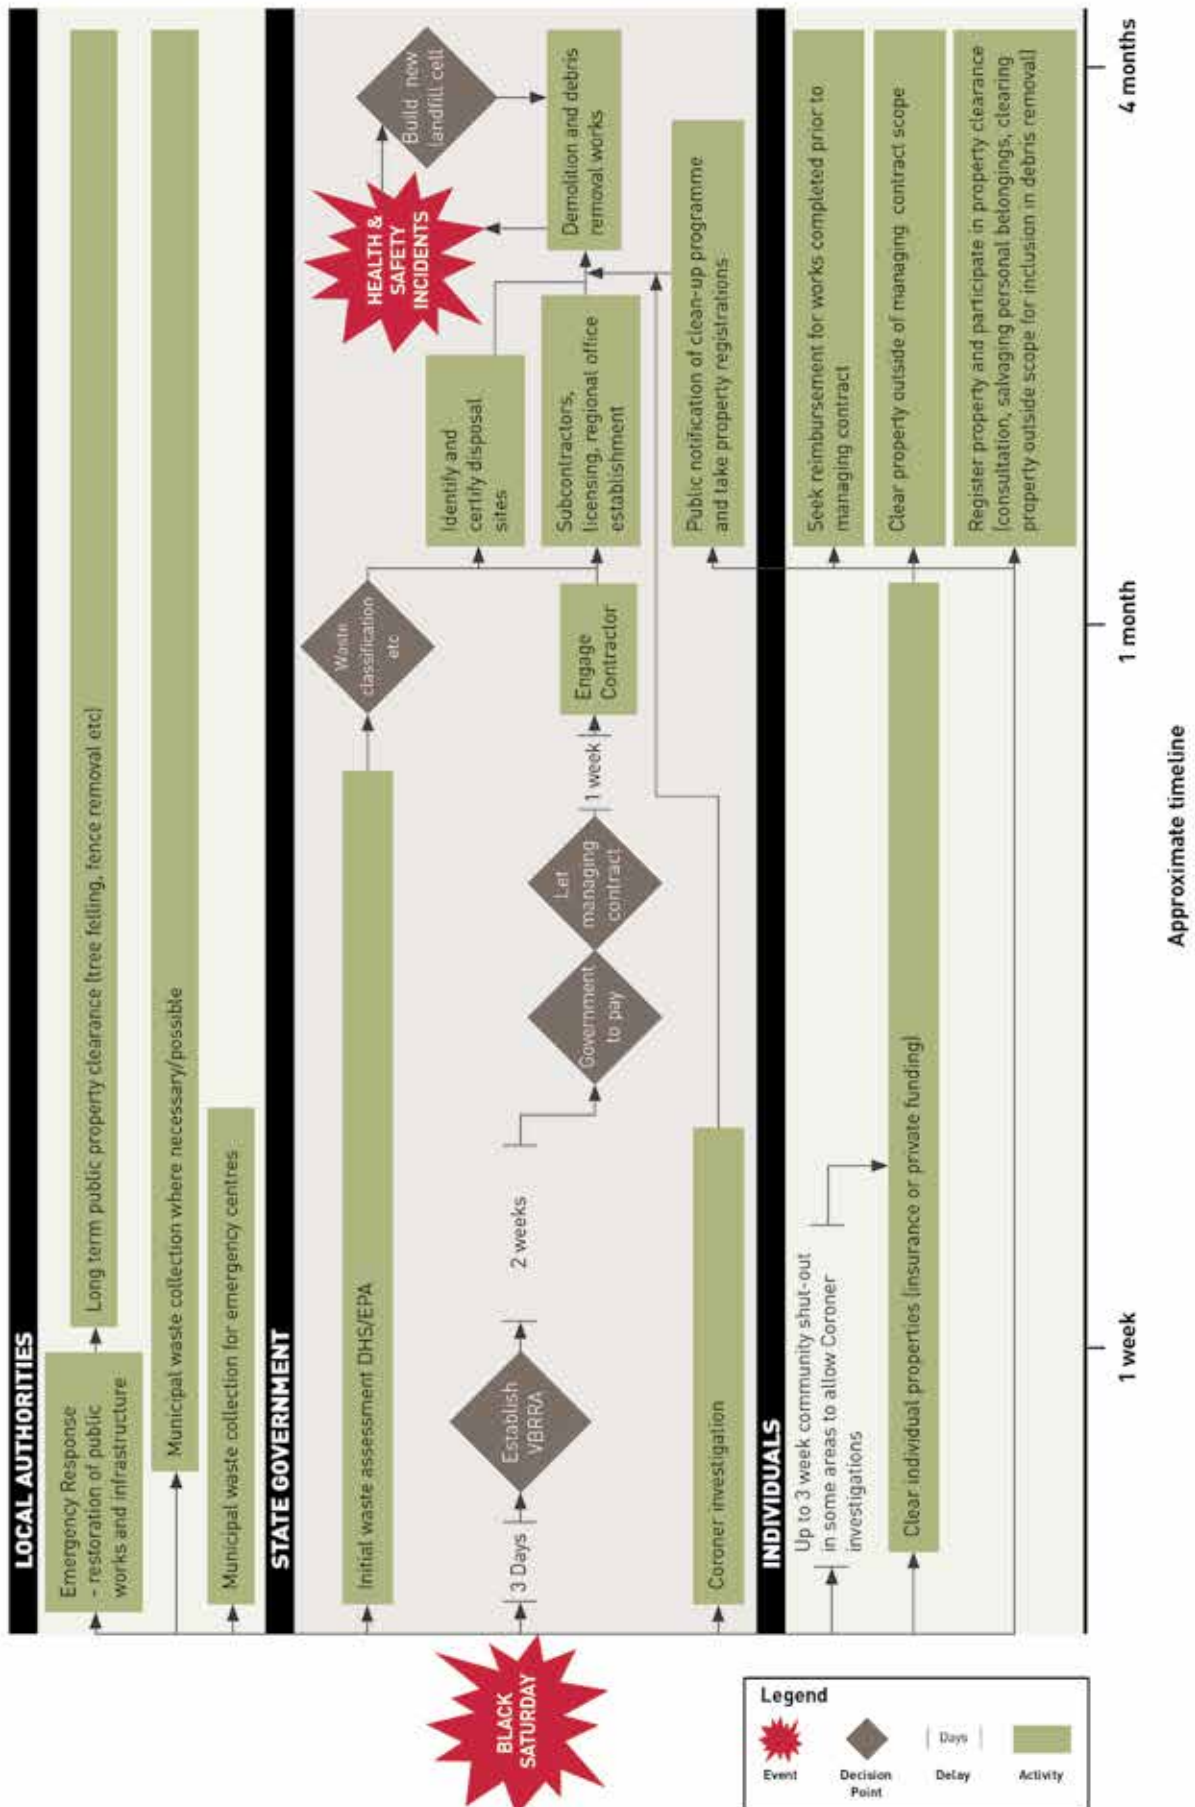 LOCAL AUTHORITIES
Emergency Response
- restoration of public
works and infrastructure
Long term public property clearance (tree felling, fence removal etc)
Municipal waste collection where necessary/possible
Municipal waste collection for emergency centres
STATE GOVERNMENT
Initial waste assessment DHS/EPA
Waste
classification
etc
Identify and
certify disposal
sites
HEALTH &
SAFETY
INCIDENTS
Build new
landfill cell
BLACK
SATURDAY
3 Days
Establish
VBRRA
2 weeks
Government
to pay
Let
managing
contract
1 week
Engage
Contractor
Subcontractors,
licensing, regional office
establishment
Demolition and debris
removal works
Coroner investigation
Public notification of clean-up programme
and take property registrations
INDIVIDUALS
Up to 3 week community shut-out
in some areas to allow Coroner
investigations
Seek reimbursement for works completed prior to
managing contract
Clear individual properties (insurance or private funding)
Clear property outside of managing contract scope
Register property and participate in property clearance
(consultation, salvaging personal belongings, clearing
property outside scope for inclusion in debris removal)
1 week
1 month
4 months
Approximate timeline
Legend
Event
Decision
Point
Days
Delay
Activity